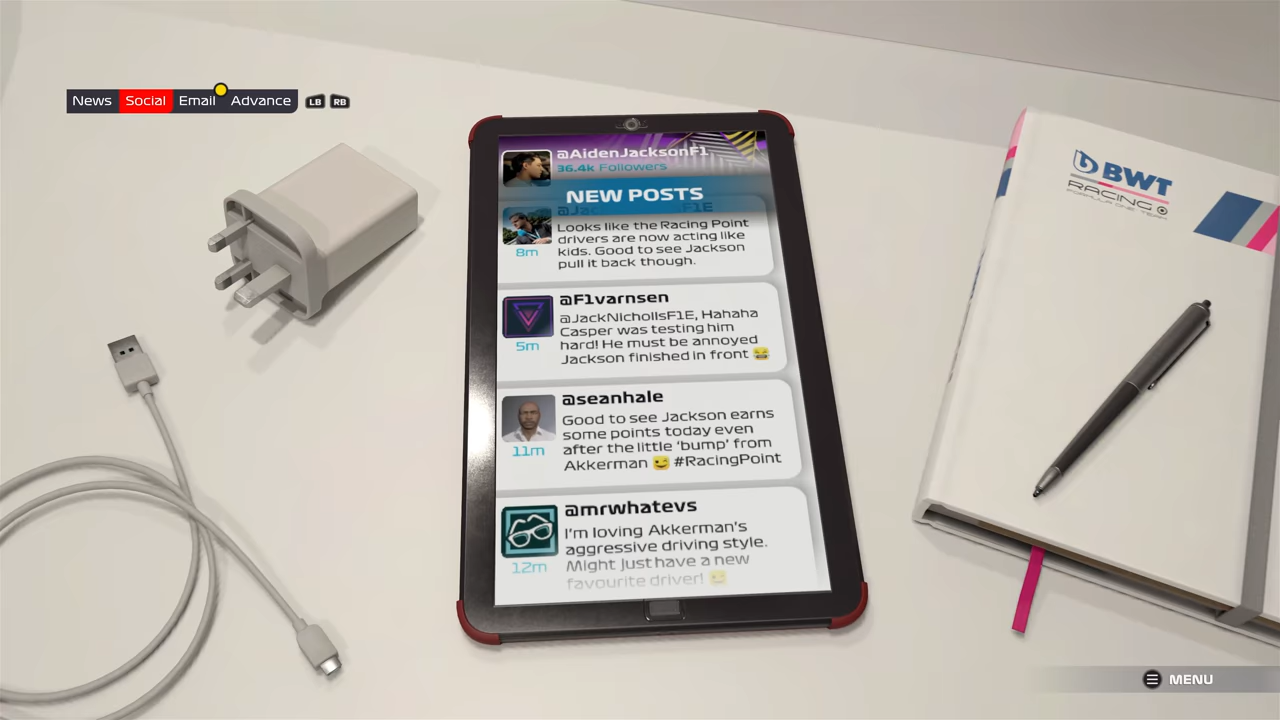 News Social Email Advance LB RB
@AidenJacksonF1
36.4k Followers
NEW POSTS
Looks like the Racing Point
drivers are now acting like
kids. Good to see Jackson
pull it back though.
8m
@F1varnsen
@JackNichollsF1E, Hahaha
Casper was testing him
hard! He must be annoyed
Jackson finished in front 😆
5m
@seanhale
Good to see Jackson earns
some points today even
after the little ‘bump’ from
Akkerman 😉 #RacingPoint
11m
@mrwhatevs
I'm loving Akkerman's
aggressive driving style.
Might just have a new
favourite driver! 😉
12m
BWT
RACING
FORMULA ONE TEAM
MENU